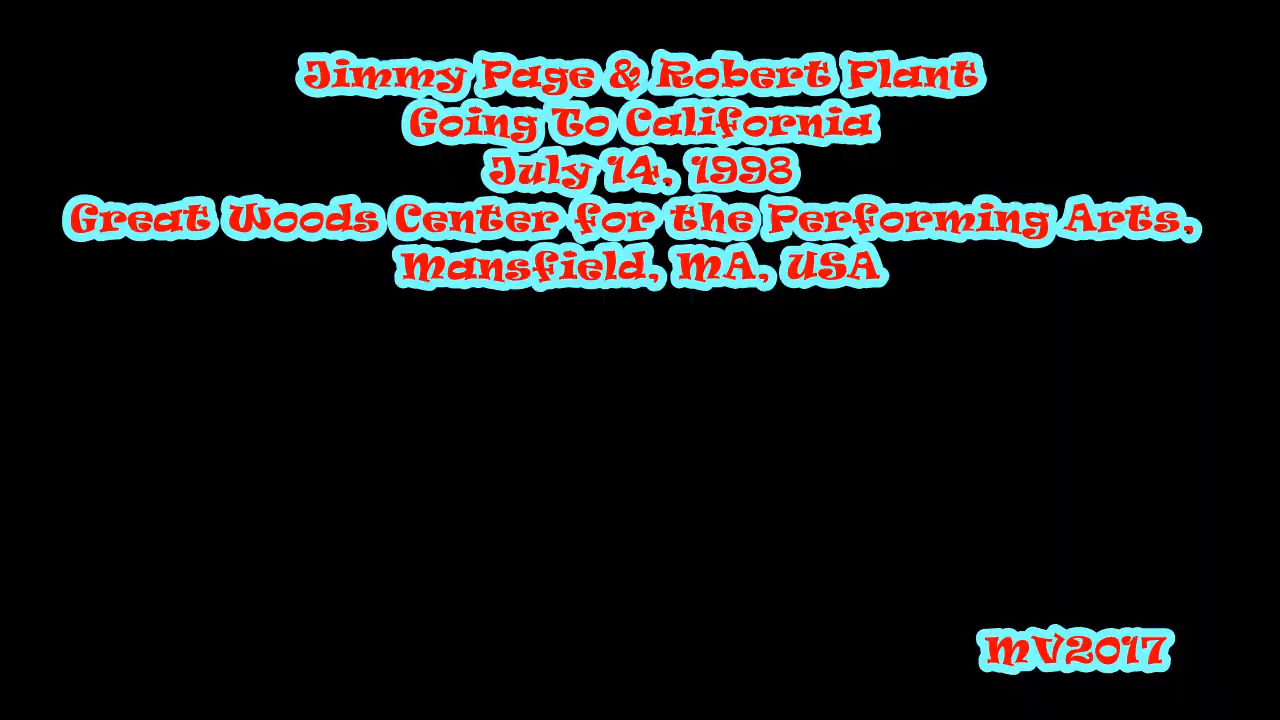 Jimmy Page & Robert Plant
Going To California
July 14, 1998
Great Woods Center for the Performing Arts,
Mansfield, MA, USA
MV2017